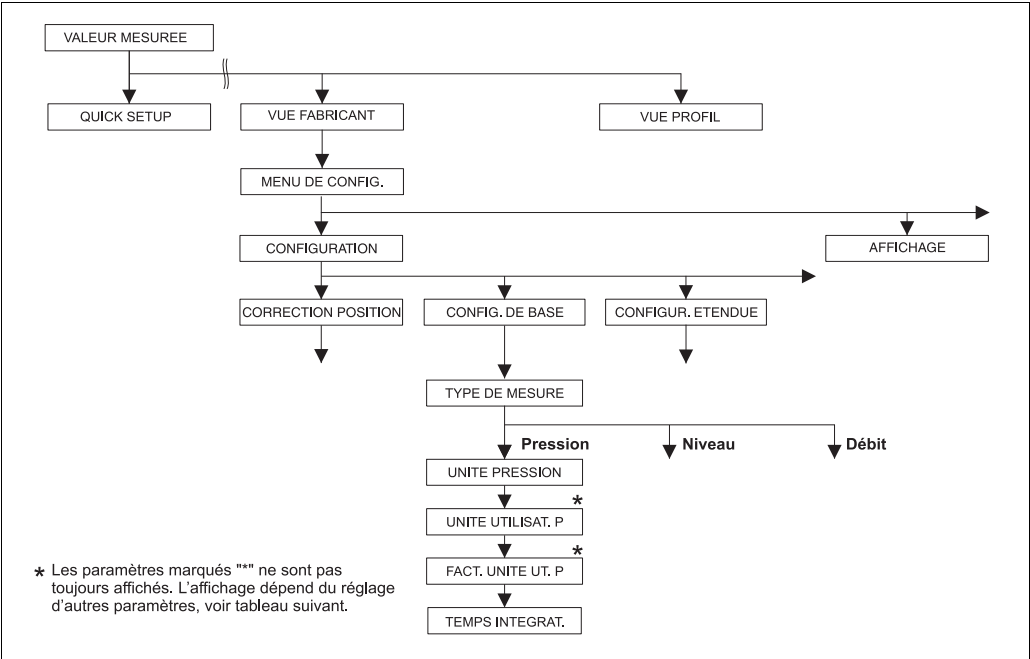 VALEUR MESUREE
QUICK SETUP
VUE FABRICANT
VUE PROFIL
MENU DE CONFIG.
CONFIGURATION
AFFICHAGE
CORRECTION POSITION
CONFIG. DE BASE
CONFIGUR. ETENDUE
TYPE DE MESURE
Pression
Niveau
Débit
UNITE PRESSION
*
UNITE UTILISAT. P
*
FACT. UNITE UT. P
TEMPS INTEGRAT.
* Les paramètres marqués "*" ne sont pas
toujours affichés. L'affichage dépend du réglage
d'autres paramètres, voir tableau suivant.